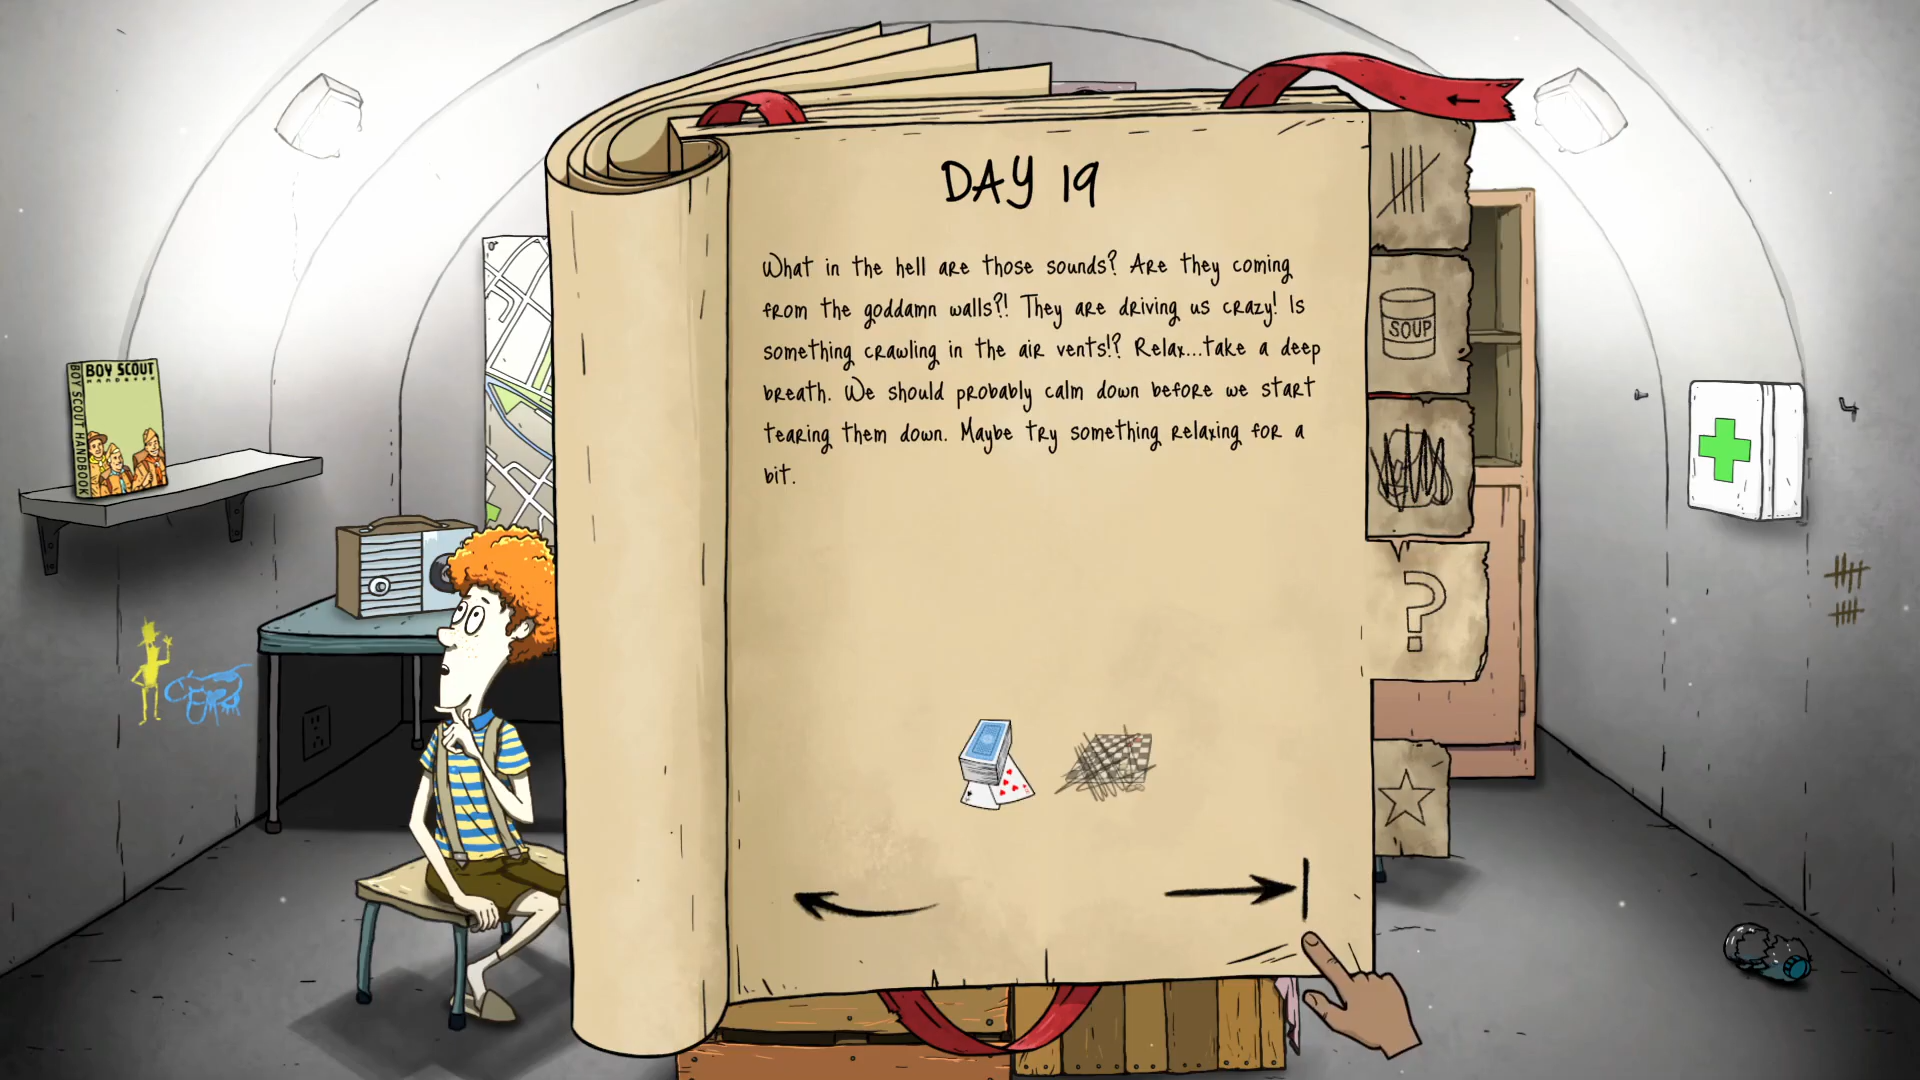 DAY 19
What in the hell are those sounds? Are they coming
from the goddamn walls?! They are driving us crazy! Is
something crawling in the air vents!? Relax...take a deep
breath. We should probably calm down before we start
tearing them down. Maybe try something relaxing for a
bit.
SOUP
?
BOY SCOUT
HANDBOOK
BOY SCOUT HANDBOOK